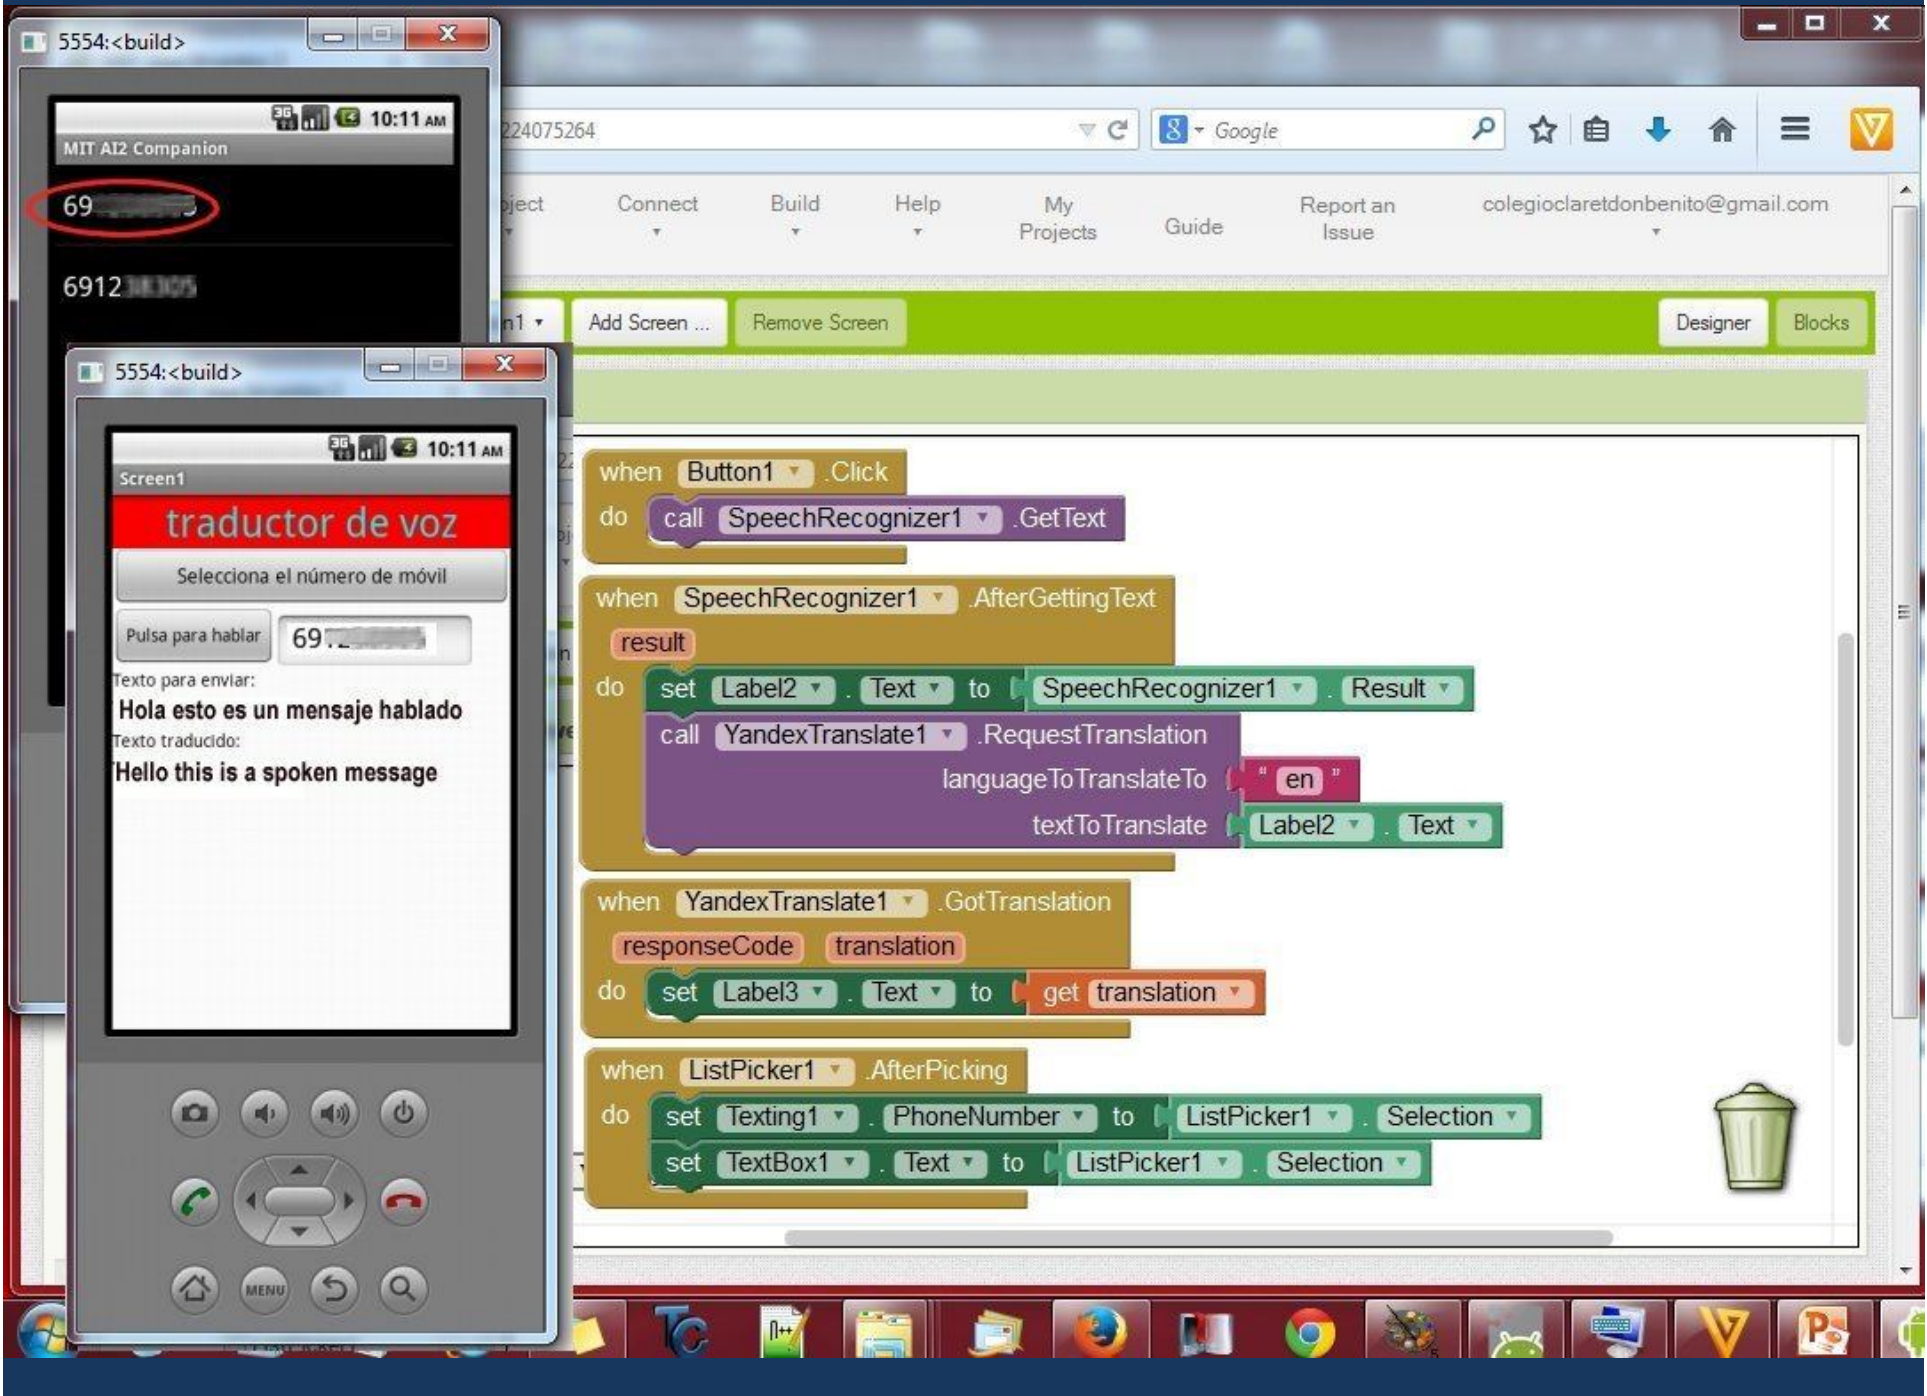 5554:<build>
10:11 AM
MIT AI2 Companion
69
6912
5554:<build>
10:11 AM
Screen1
traductor de voz
Selecciona el número de móvil
Pulsa para hablar
69
Texto para enviar:
Hola esto es un mensaje hablado
Texto traducido:
Hello this is a spoken message
MENU
224075264
Google
Connect
Build
Help
My Projects
Guide
Report an Issue
colegioclaretdonbenito@gmail.com
Add Screen ...
Remove Screen
Designer
Blocks
when Button1 .Click
do call SpeechRecognizer1 .GetText
when SpeechRecognizer1 .AfterGettingText
result
do set Label2 . Text to SpeechRecognizer1 . Result
call YandexTranslate1 .RequestTranslation
languageToTranslateTo " en "
textToTranslate Label2 . Text
when YandexTranslate1 .GotTranslation
responseCode translation
do set Label3 . Text to get translation
when ListPicker1 .AfterPicking
do set Texting1 . PhoneNumber to ListPicker1 . Selection
set TextBox1 . Text to ListPicker1 . Selection